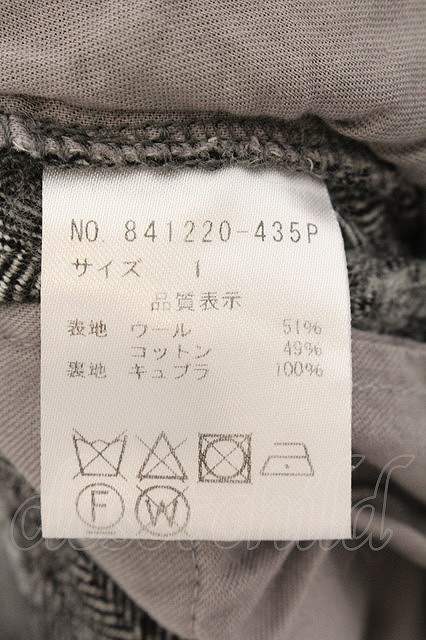 NO. 841220-435P
サイズ 1
品質表示
表地 ウール 51%
コットン 49%
裏地 キュプラ 100%
F W